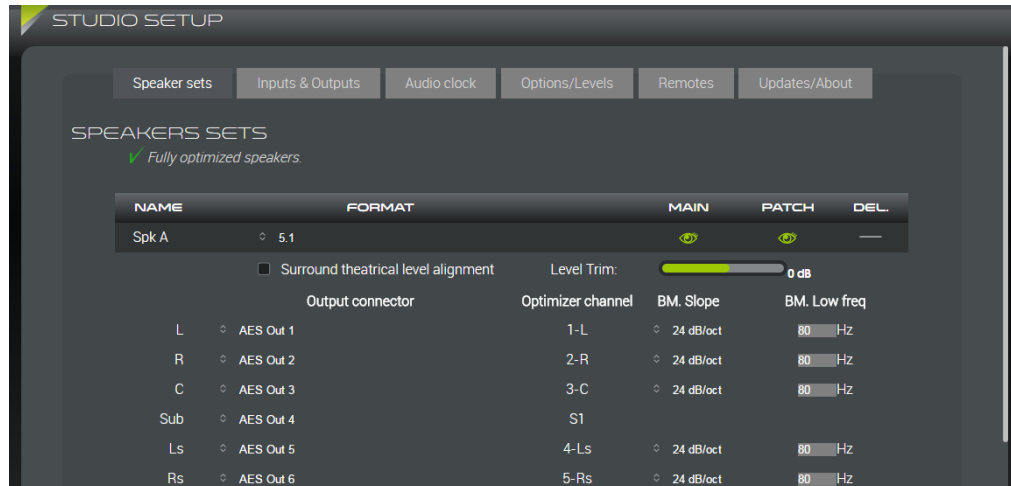 STUDIO SETUP
Speaker sets Inputs & Outputs Audio clock Options/Levels Remotes Updates/About
SPEAKERS SETS
Fully optimized speakers.
NAME FORMAT MAIN PATCH DEL.
Spk A 5.1
Surround theatrical level alignment Level Trim: 0 dB
Output connector Optimizer channel BM. Slope BM. Low freq
L AES Out 1 1-L 24 dB/oct 80 Hz
R AES Out 2 2-R 24 dB/oct 80 Hz
C AES Out 3 3-C 24 dB/oct 80 Hz
Sub AES Out 4 S1
Ls AES Out 5 4-Ls 24 dB/oct 80 Hz
Rs AES Out 6 5-Rs 24 dB/oct 80 Hz